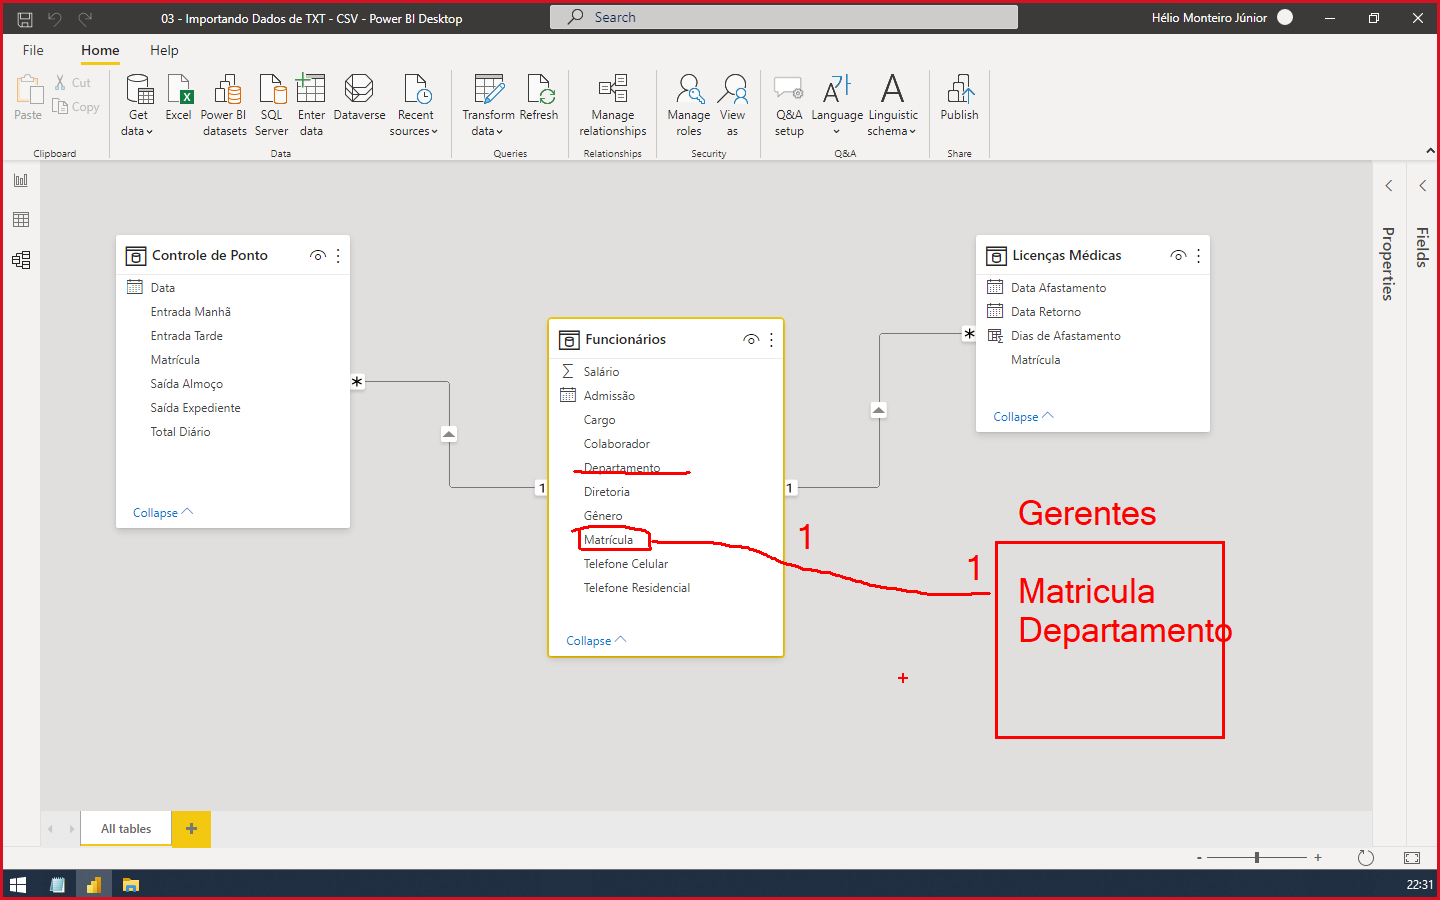 03 - Importando Dados de TXT - CSV - Power BI Desktop
Search
Hélio Monteiro Júnior
File
Home
Help
Paste
Cut
Copy
Clipboard
Get data
Excel
Power BI datasets
SQL Server
Enter data
Dataverse
Recent sources
Data
Transform data
Refresh
Queries
Manage relationships
Relationships
Manage roles
View as
Security
Q&A setup
Language
Linguistic schema
Q&A
Publish
Share
Controle de Ponto
Data
Entrada Manhã
Entrada Tarde
Matrícula
Saída Almoço
Saída Expediente
Total Diário
Collapse
*
1
Funcionários
Salário
Admissão
Cargo
Colaborador
Departamento
Diretoria
Gênero
Matrícula
Telefone Celular
Telefone Residencial
Collapse
1
*
Licenças Médicas
Data Afastamento
Data Retorno
Dias de Afastamento
Matrícula
Collapse
1
1
Gerentes
Matricula
Departamento
Properties
Fields
All tables
+
- +
22:31